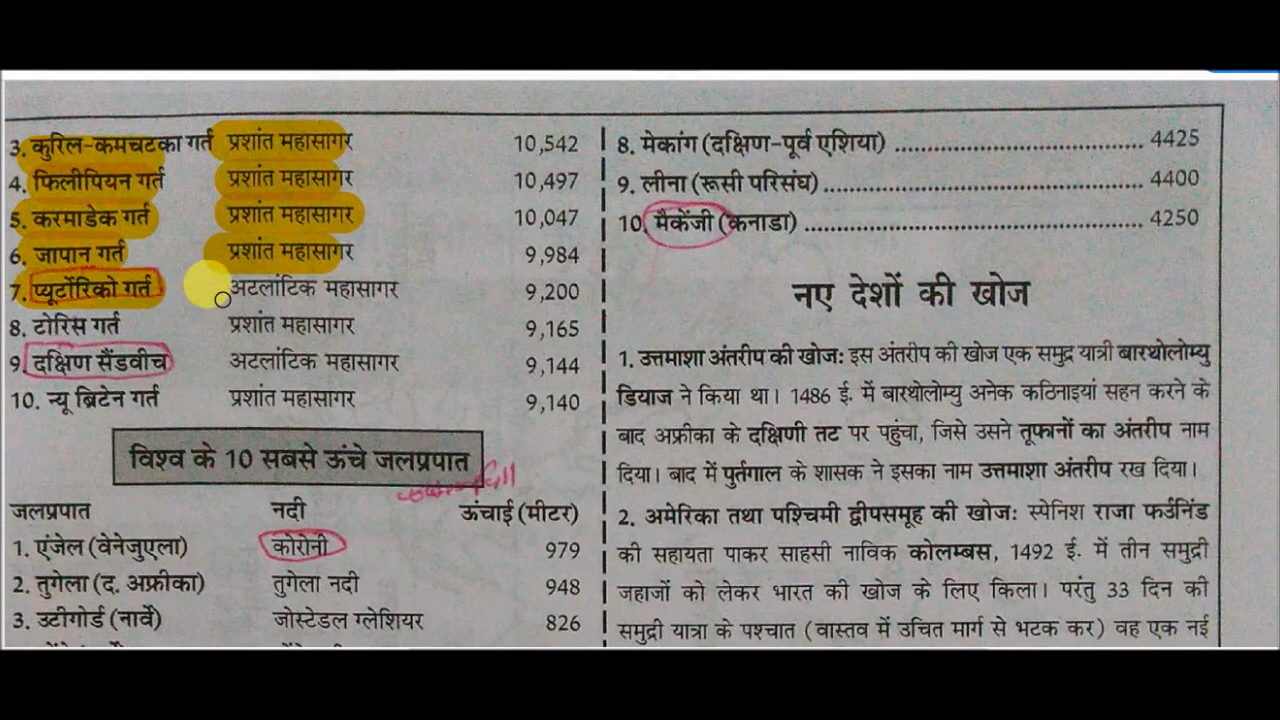 3. कुरिल-कमचटका गर्त प्रशांत महासागर 10,542
4. फिलीपियन गर्त प्रशांत महासागर 10,497
5. करमाडेक गर्त प्रशांत महासागर 10,047
6. जापान गर्त प्रशांत महासागर 9,984
7. प्यूर्टोरिको गर्त अटलांटिक महासागर 9,200
8. टोरिस गर्त प्रशांत महासागर 9,165
9. दक्षिण सैंडवीच अटलांटिक महासागर 9,144
10. न्यू ब्रिटेन गर्त प्रशांत महासागर 9,140
विश्व के 10 सबसे ऊंचे जलप्रपात
जलप्रपात नदी ऊंचाई (मीटर)
1. एंजेल (वेनेजुएला) कोरोनी 979
2. तुगेला (द. अफ्रीका) तुगेला नदी 948
3. उटीगोर्ड (नार्वे) जोस्टेडल ग्लेशियर 826
8. मेकांग (दक्षिण-पूर्व एशिया) .......................................... 4425
9. लीना (रूसी परिसंघ)...................................................... 4400
10. मैकेंजी (कनाडा) ......................................................... 4250
नए देशों की खोज
1. उत्तमाशा अंतरीप की खोज: इस अंतरीप की खोज एक समुद्र यात्री बारथोलोम्यु
डियाज ने किया था। 1486 ई. में बारथोलोम्यु अनेक कठिनाइयां सहन करने के
बाद अफ्रीका के दक्षिणी तट पर पहुंचा, जिसे उसने तूफानों का अंतरीप नाम
दिया। बाद में पुर्तगाल के शासक ने इसका नाम उत्तमाशा अंतरीप रख दिया।
2. अमेरिका तथा पश्चिमी द्वीपसमूह की खोज: स्पेनिश राजा फर्डिनिंड
की सहायता पाकर साहसी नाविक कोलम्बस, 1492 ई. में तीन समुद्री
जहाजों को लेकर भारत की खोज के लिए किला। परंतु 33 दिन की
समुद्री यात्रा के पश्चात (वास्तव में उचित मार्ग से भटक कर) वह एक नई